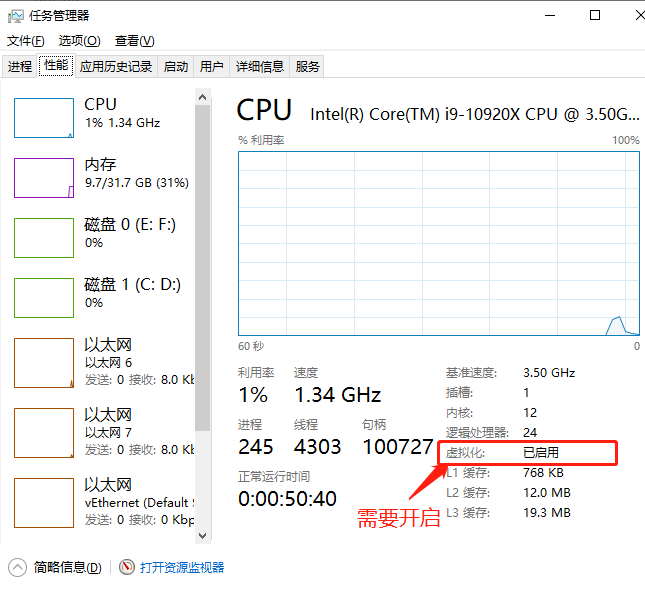 任务管理器
文件(F) 选项(O) 查看(V)
进程 性能 应用历史记录 启动 用户 详细信息 服务
CPU
1% 1.34 GHz
内存
9.7/31.7 GB (31%)
磁盘 0 (E: F:)
0%
磁盘 1 (C: D:)
0%
以太网
以太网 6
发送: 0 接收: 8.0 Kb
以太网
以太网 7
发送: 0 接收: 8.0 Kb
以太网
vEthernet (Default S
发送: 0 接收: 0 Kbp
CPU Intel(R) Core(TM) i9-10920X CPU @ 3.50G...
% 利用率 100%
60 秒 0
利用率 速度
1% 1.34 GHz
进程 线程 句柄
245 4303 100727
正常运行时间
0:00:50:40
基准速度: 3.50 GHz
插槽: 1
内核: 12
逻辑处理器: 24
虚拟化: 已启用
L1 缓存: 768 KB
L2 缓存: 12.0 MB
L3 缓存: 19.3 MB
需要开启
简略信息(D) 打开资源监视器